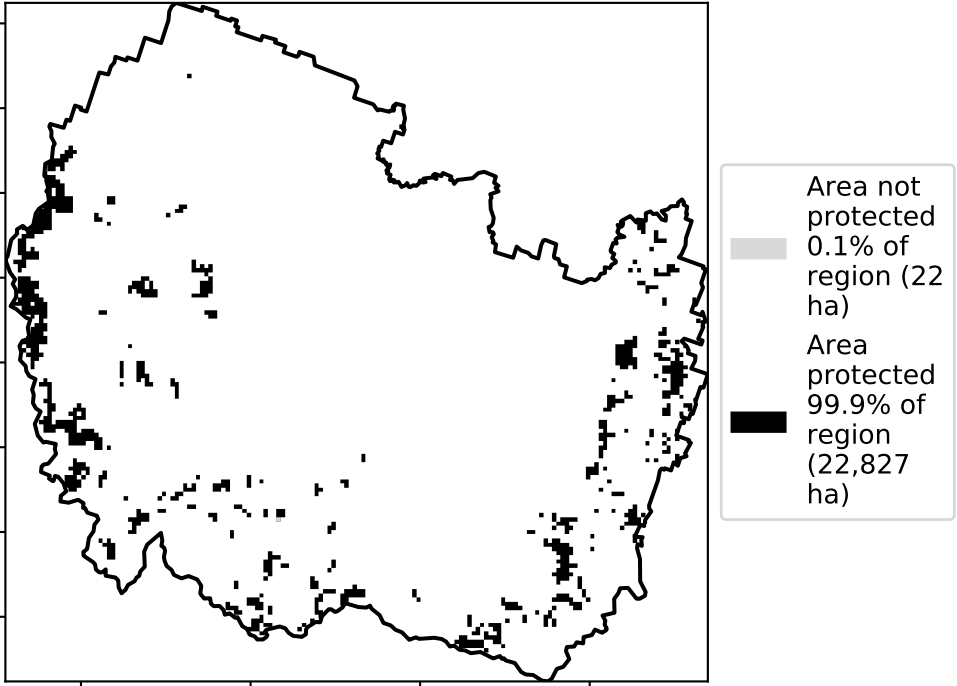 Area not
protected
0.1% of
region (22
ha)
Area
protected
99.9% of
region
(22,827
ha)